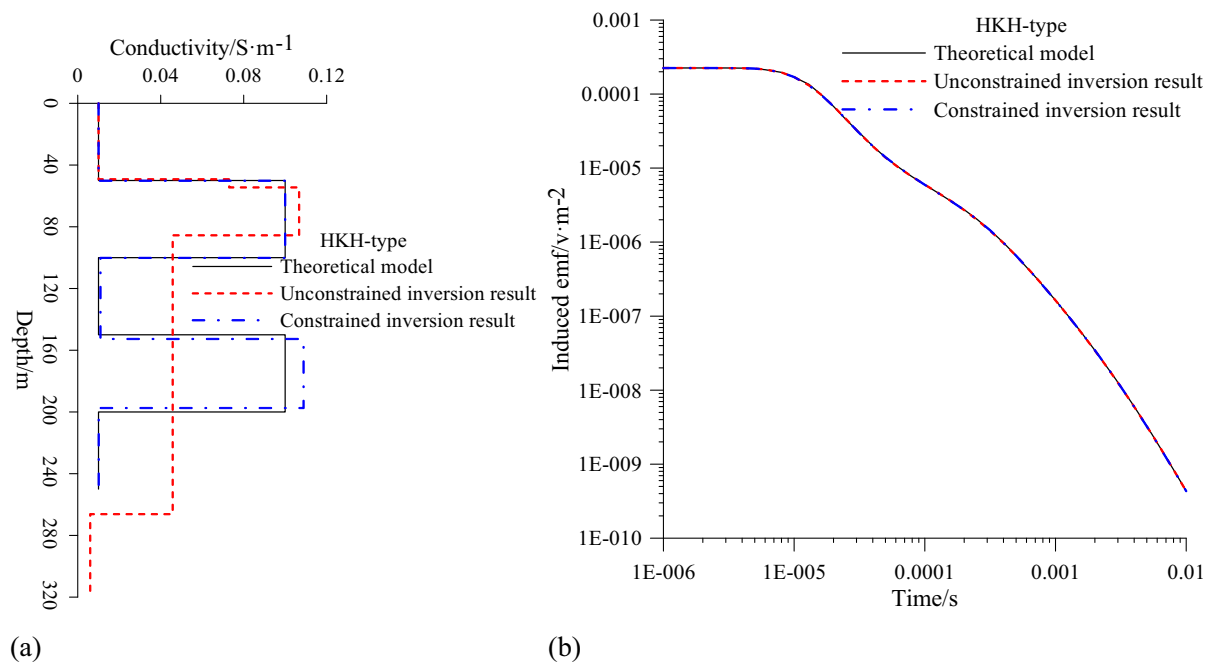 Conductivity/S·m-1
0 0.04 0.08 0.12
0
40
80
120
160
200
240
280
320
Depth/m
HKH-type
Theoretical model
Unconstrained inversion result
Constrained inversion result
(a)
0.001
0.0001
1E-005
1E-006
1E-007
1E-008
1E-009
1E-010
Induced emf/v·m-2
HKH-type
Theoretical model
Unconstrained inversion result
Constrained inversion result
1E-006 1E-005 0.0001 0.001 0.01
Time/s
(b)